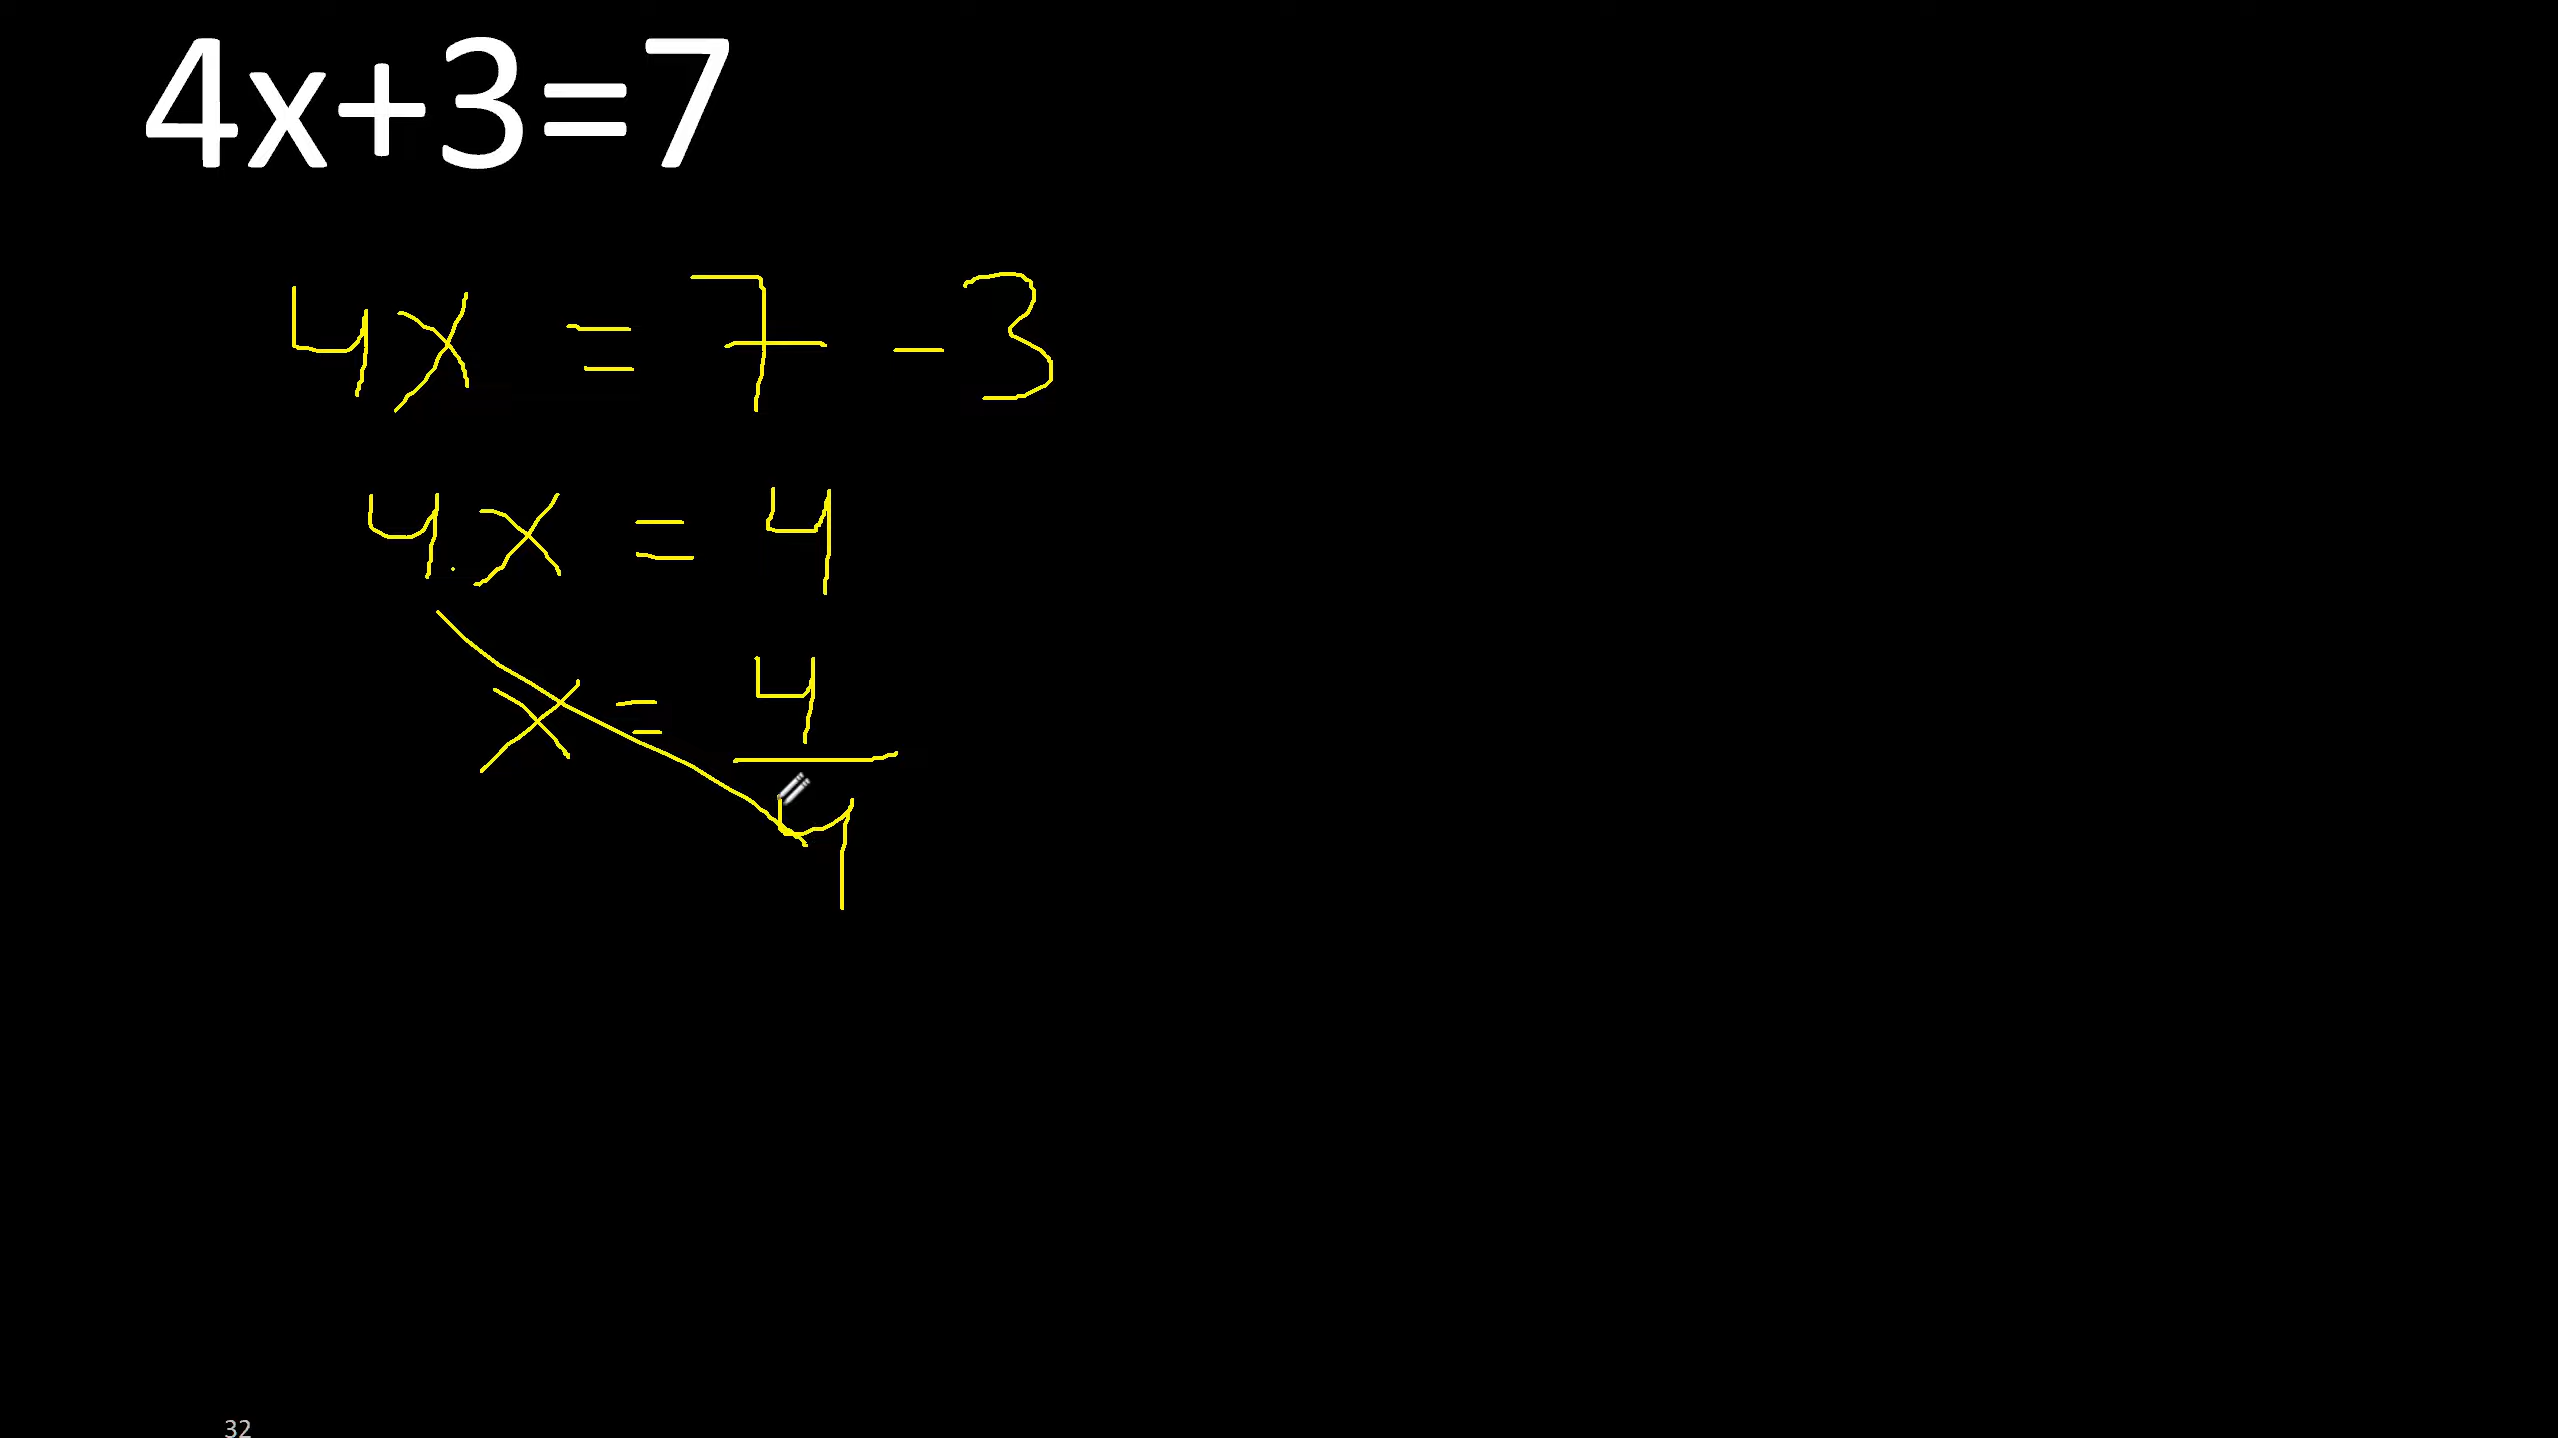 4x+3=7
4x = 7 - 3
4.x = 4
x = 4/4
32